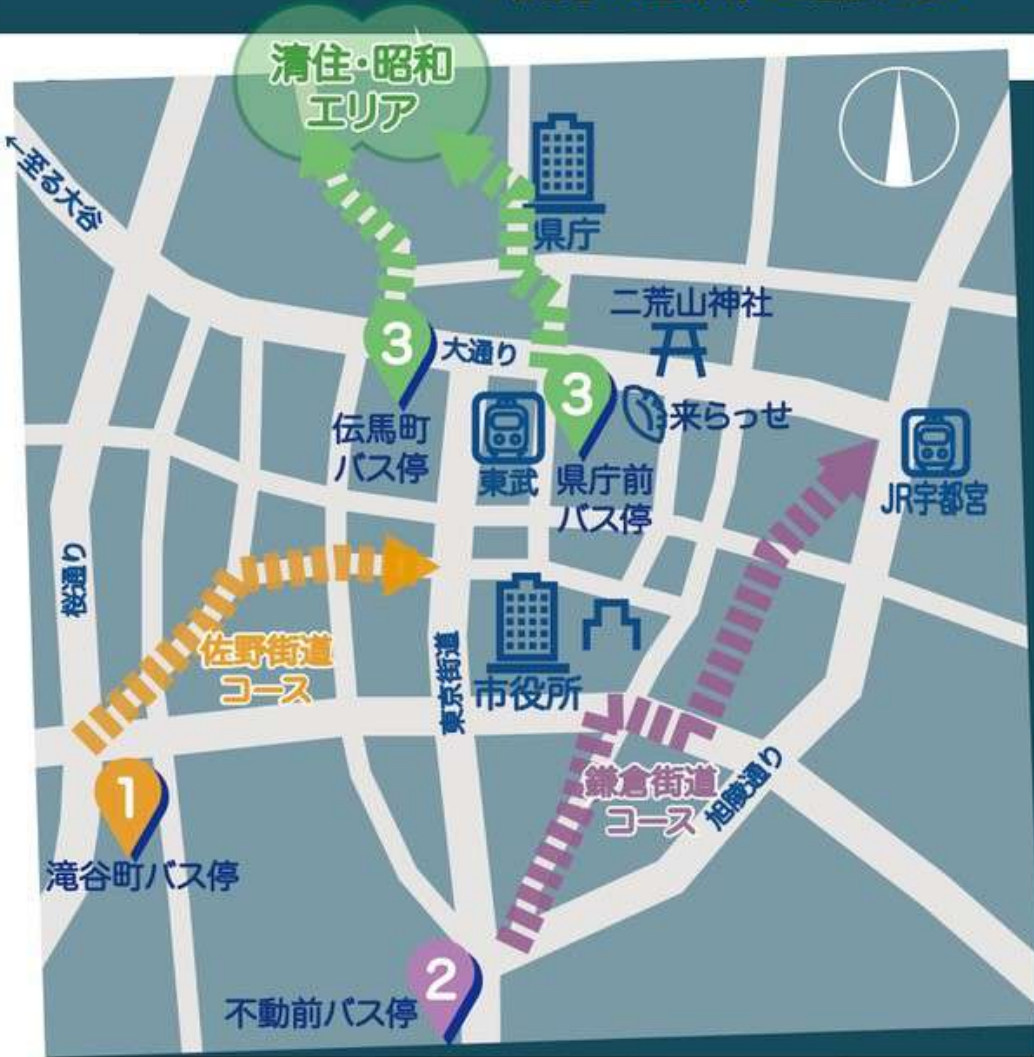 清住・昭和
エリア
←至る大谷
県庁
二荒山神社
3
大通り
3
来らっせ
伝馬町
バス停
東武
県庁前
バス停
JR宇都宮
桜通り
佐野街道
コース
東京街道
市役所
鎌倉街道
コース
旭陵通り
1
滝谷町バス停
2
不動前バス停